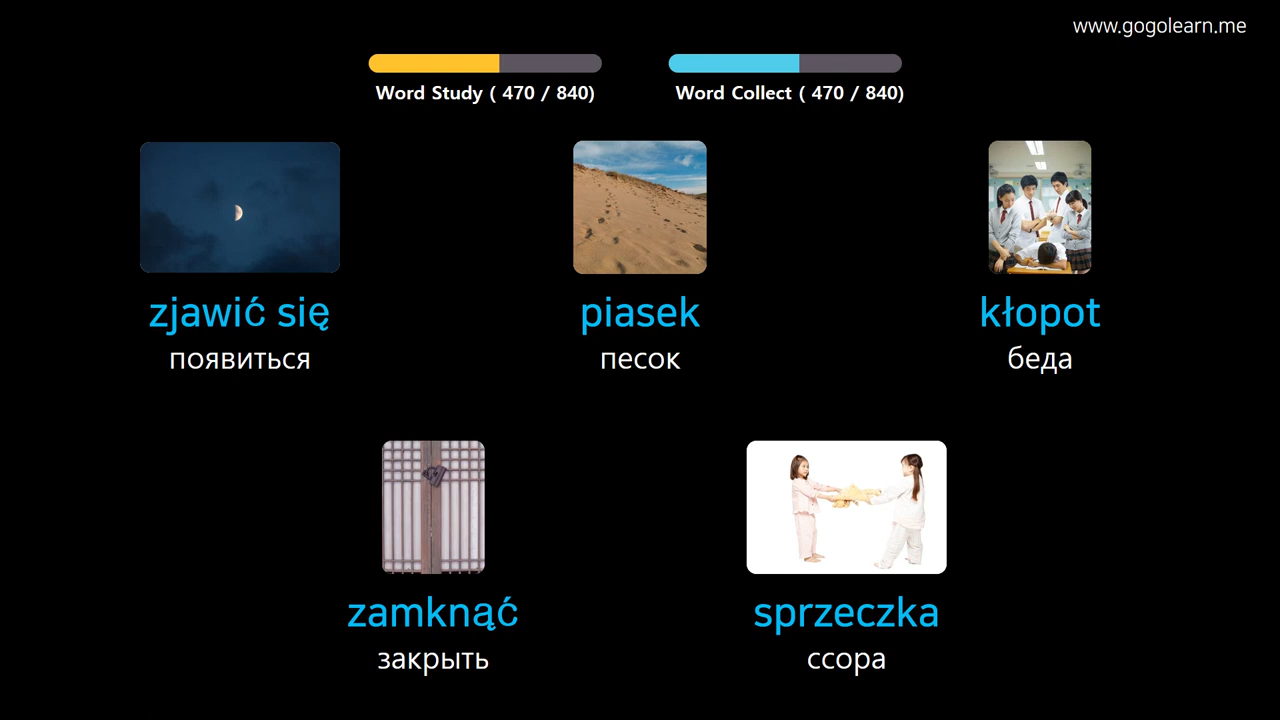 www.gogolearn.me
Word Study ( 470 / 840)
Word Collect ( 470 / 840)
zjawić się
piasek
kłopot
появиться
песок
беда
zamknąć
sprzeczka
закрыть
ссора